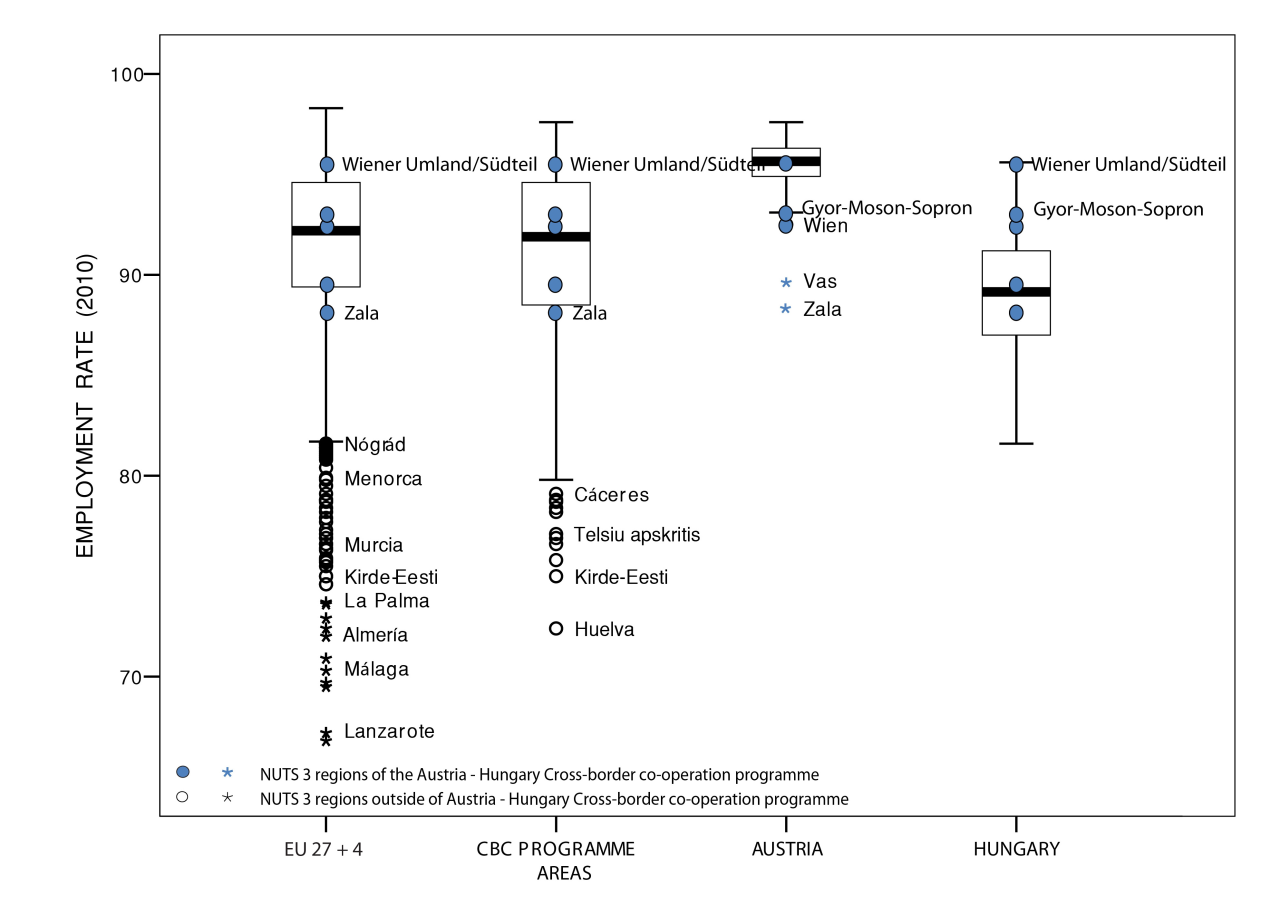 EMPLOYMENT RATE (2010)
100
90
80
70
Wiener Umland/Südteil
Zala
Nógrád
Menorca
Murcia
Kirde-Eesti
La Palma
Almería
Málaga
Lanzarote
Wiener Umland/Südteil
Zala
Cáceres
Telsiu apskritis
Kirde-Eesti
Huelva
Gyor-Moson-Sopron
Wien
Vas
Zala
Wiener Umland/Südteil
Gyor-Moson-Sopron
NUTS 3 regions of the Austria - Hungary Cross-border co-operation programme
NUTS 3 regions outside of Austria - Hungary Cross-border co-operation programme
EU 27 + 4
CBC PROGRAMME
AREAS
AUSTRIA
HUNGARY